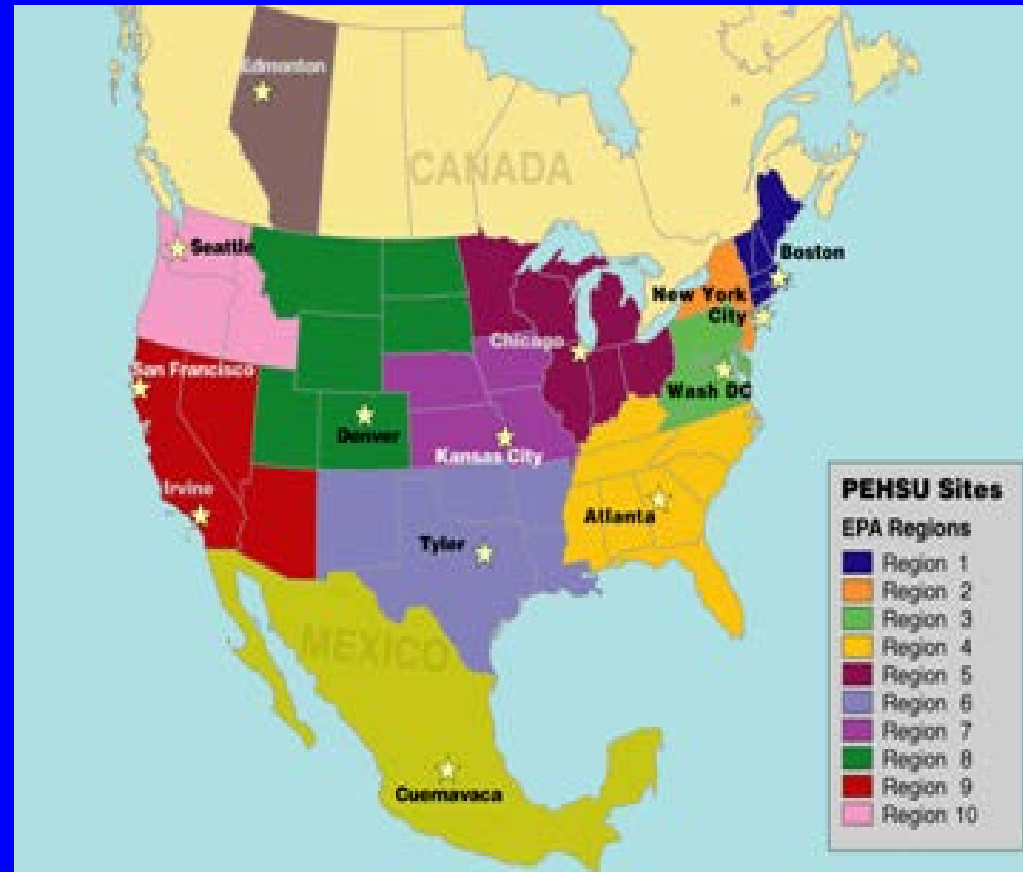 Edmonton
CANADA
Seattle
Boston
New York
City
Chicago
San Francisco
Wash DC
Denver
Kansas City
Irvine
Atlanta
Tyler
MEXICO
Cuernavaca
PEHSU Sites
EPA Regions
Region 1
Region 2
Region 3
Region 4
Region 5
Region 6
Region 7
Region 8
Region 9
Region 10